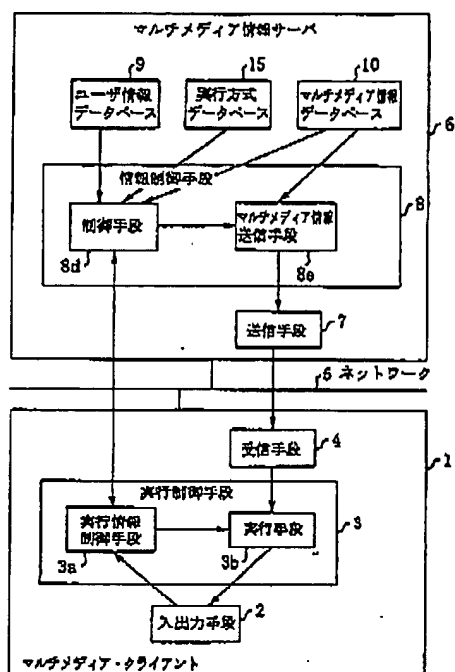 マルチメディア情報サーバ
9
15
10
ユーザ情報
データベース
実行方式
データベース
マルチメディア情報
データベース
6
情報制御手段
8
制御手段
マルチメディア情報
送信手段
8d
8e
送信手段
7
5 ネットワーク
受信手段
4
1
実行制御手段
実行情報
制御手段
実行手段
3
3a
3b
入出力手段
2
マルチメディア・クライアント